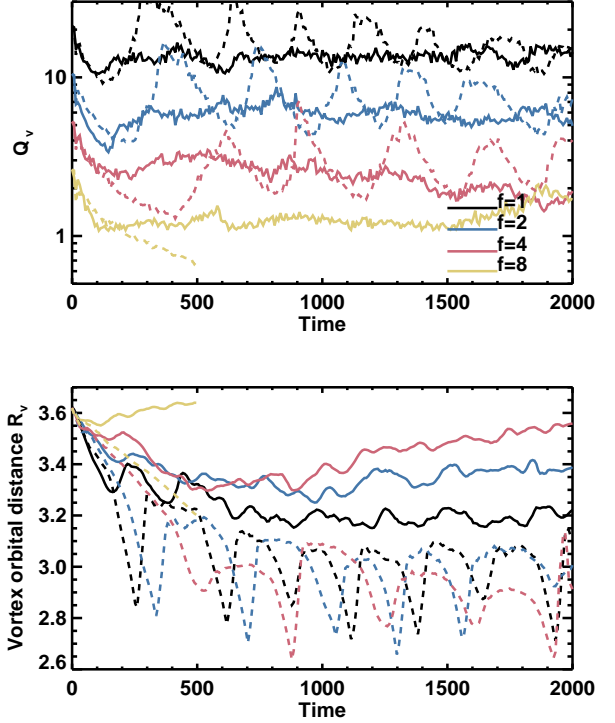 10
1
Q_v
f=1
f=2
f=4
f=8
0 500 1000 1500 2000
Time
3.6
3.4
3.2
3.0
2.8
2.6
Vortex orbital distance R_v
0 500 1000 1500 2000
Time